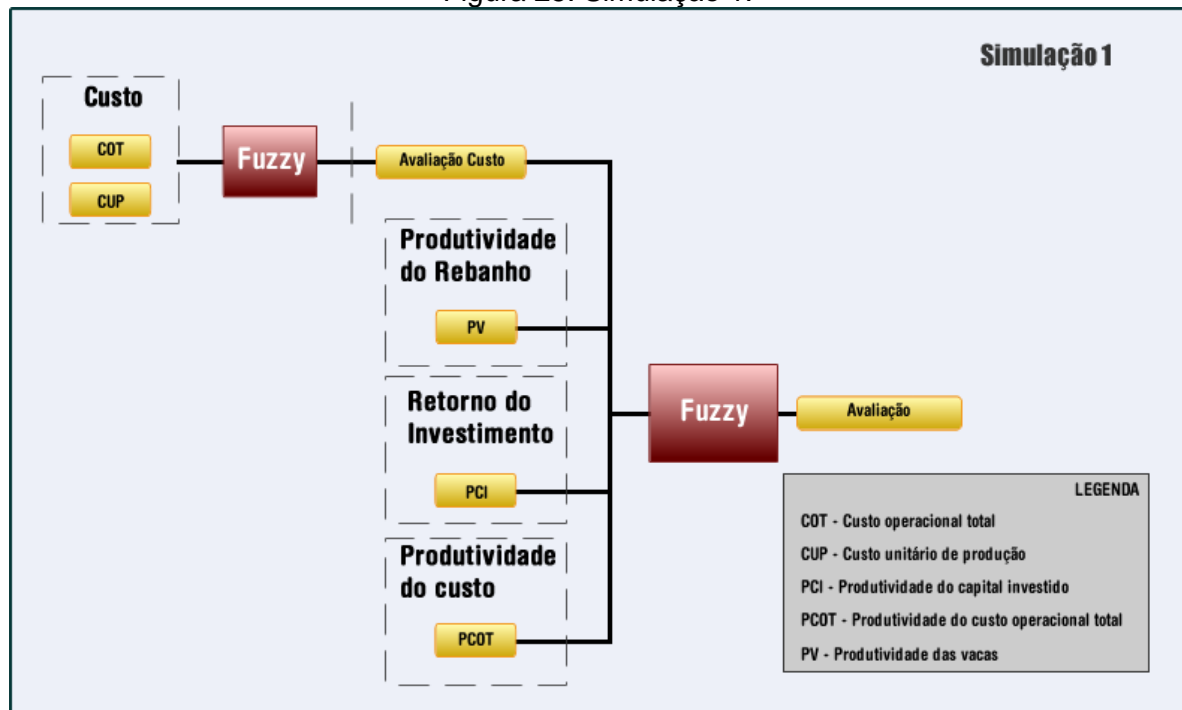 Simulação 1
Custo
COT
CUP
Fuzzy
Avaliação Custo
Produtividade
do Rebanho
PV
Retorno do
Investimento
PCI
Produtividade
do custo
PCOT
Fuzzy
Avaliação
LEGENDA
COT - Custo operacional total
CUP - Custo unitário de produção
PCI - Produtividade do capital investido
PCOT - Produtividade do custo operacional total
PV - Produtividade das vacas